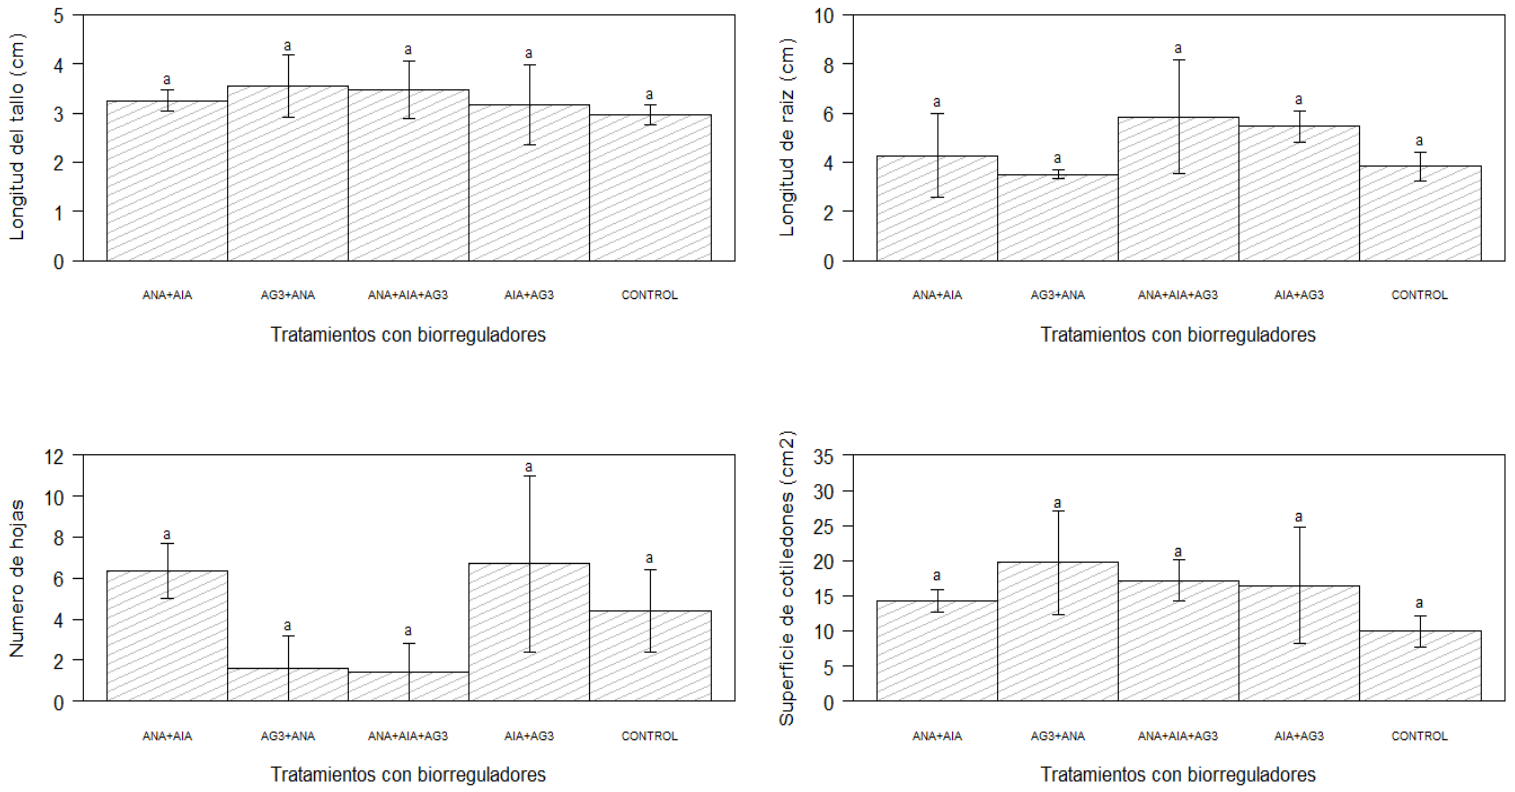 Longitud del tallo (cm)
5
4
3
2
1
0
a
a
a
a
a
ANA+AIA
AG3+ANA
ANA+AIA+AG3
AIA+AG3
CONTROL
Tratamientos con biorreguladores
Longitud de raiz (cm)
10
8
6
4
2
0
a
a
a
a
a
ANA+AIA
AG3+ANA
ANA+AIA+AG3
AIA+AG3
CONTROL
Tratamientos con biorreguladores
Numero de hojas
12
10
8
6
4
2
0
a
a
a
a
a
ANA+AIA
AG3+ANA
ANA+AIA+AG3
AIA+AG3
CONTROL
Tratamientos con biorreguladores
Superficie de cotiledones (cm2)
35
30
25
20
15
10
5
0
a
a
a
a
a
ANA+AIA
AG3+ANA
ANA+AIA+AG3
AIA+AG3
CONTROL
Tratamientos con biorreguladores